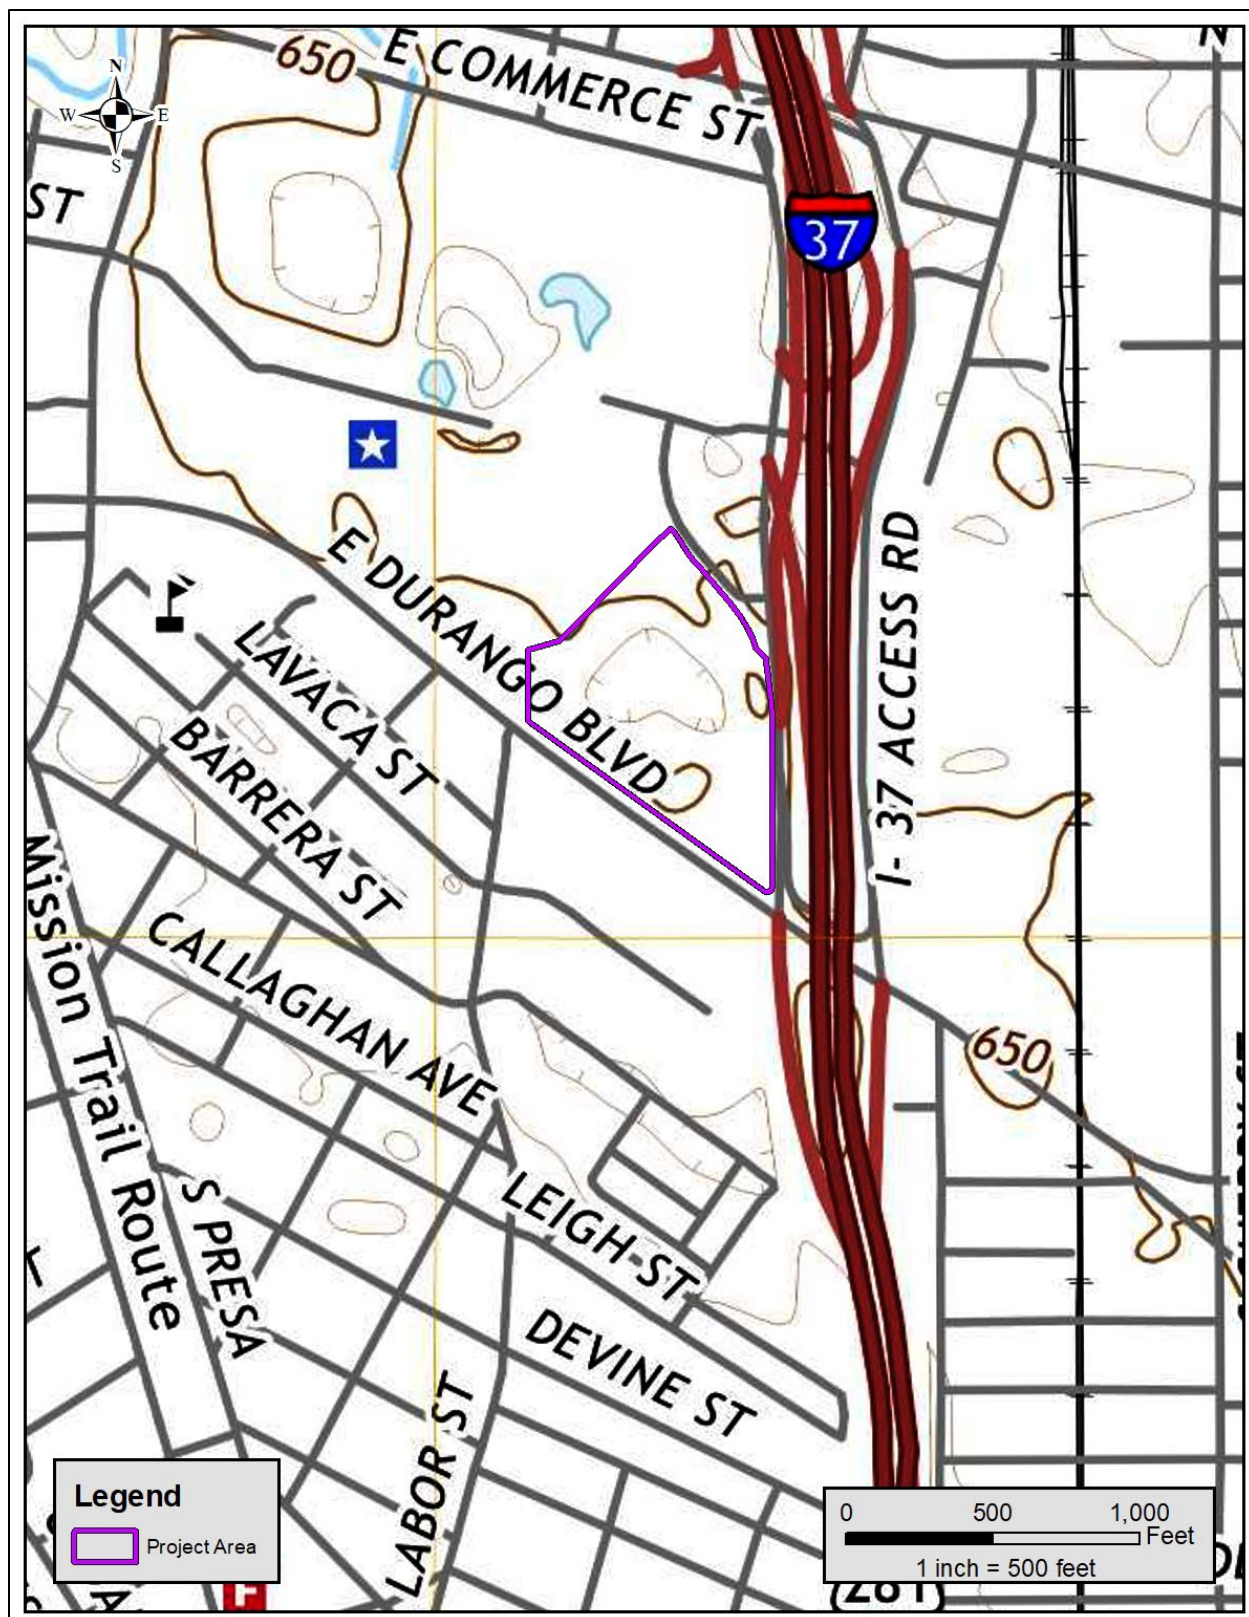 650
E COMMERCE ST
N
W
E
S
ST
37
E DURANGO BLVD
I- 37 ACCESS RD
LAVACA ST
BARRERA ST
CALLAGHAN AVE
Mission Trail Route
650
S PRESA
LEIGH ST
DEVINE ST
LABOR ST
Legend
Project Area
0 500 1,000
Feet
1 inch = 500 feet
281
F